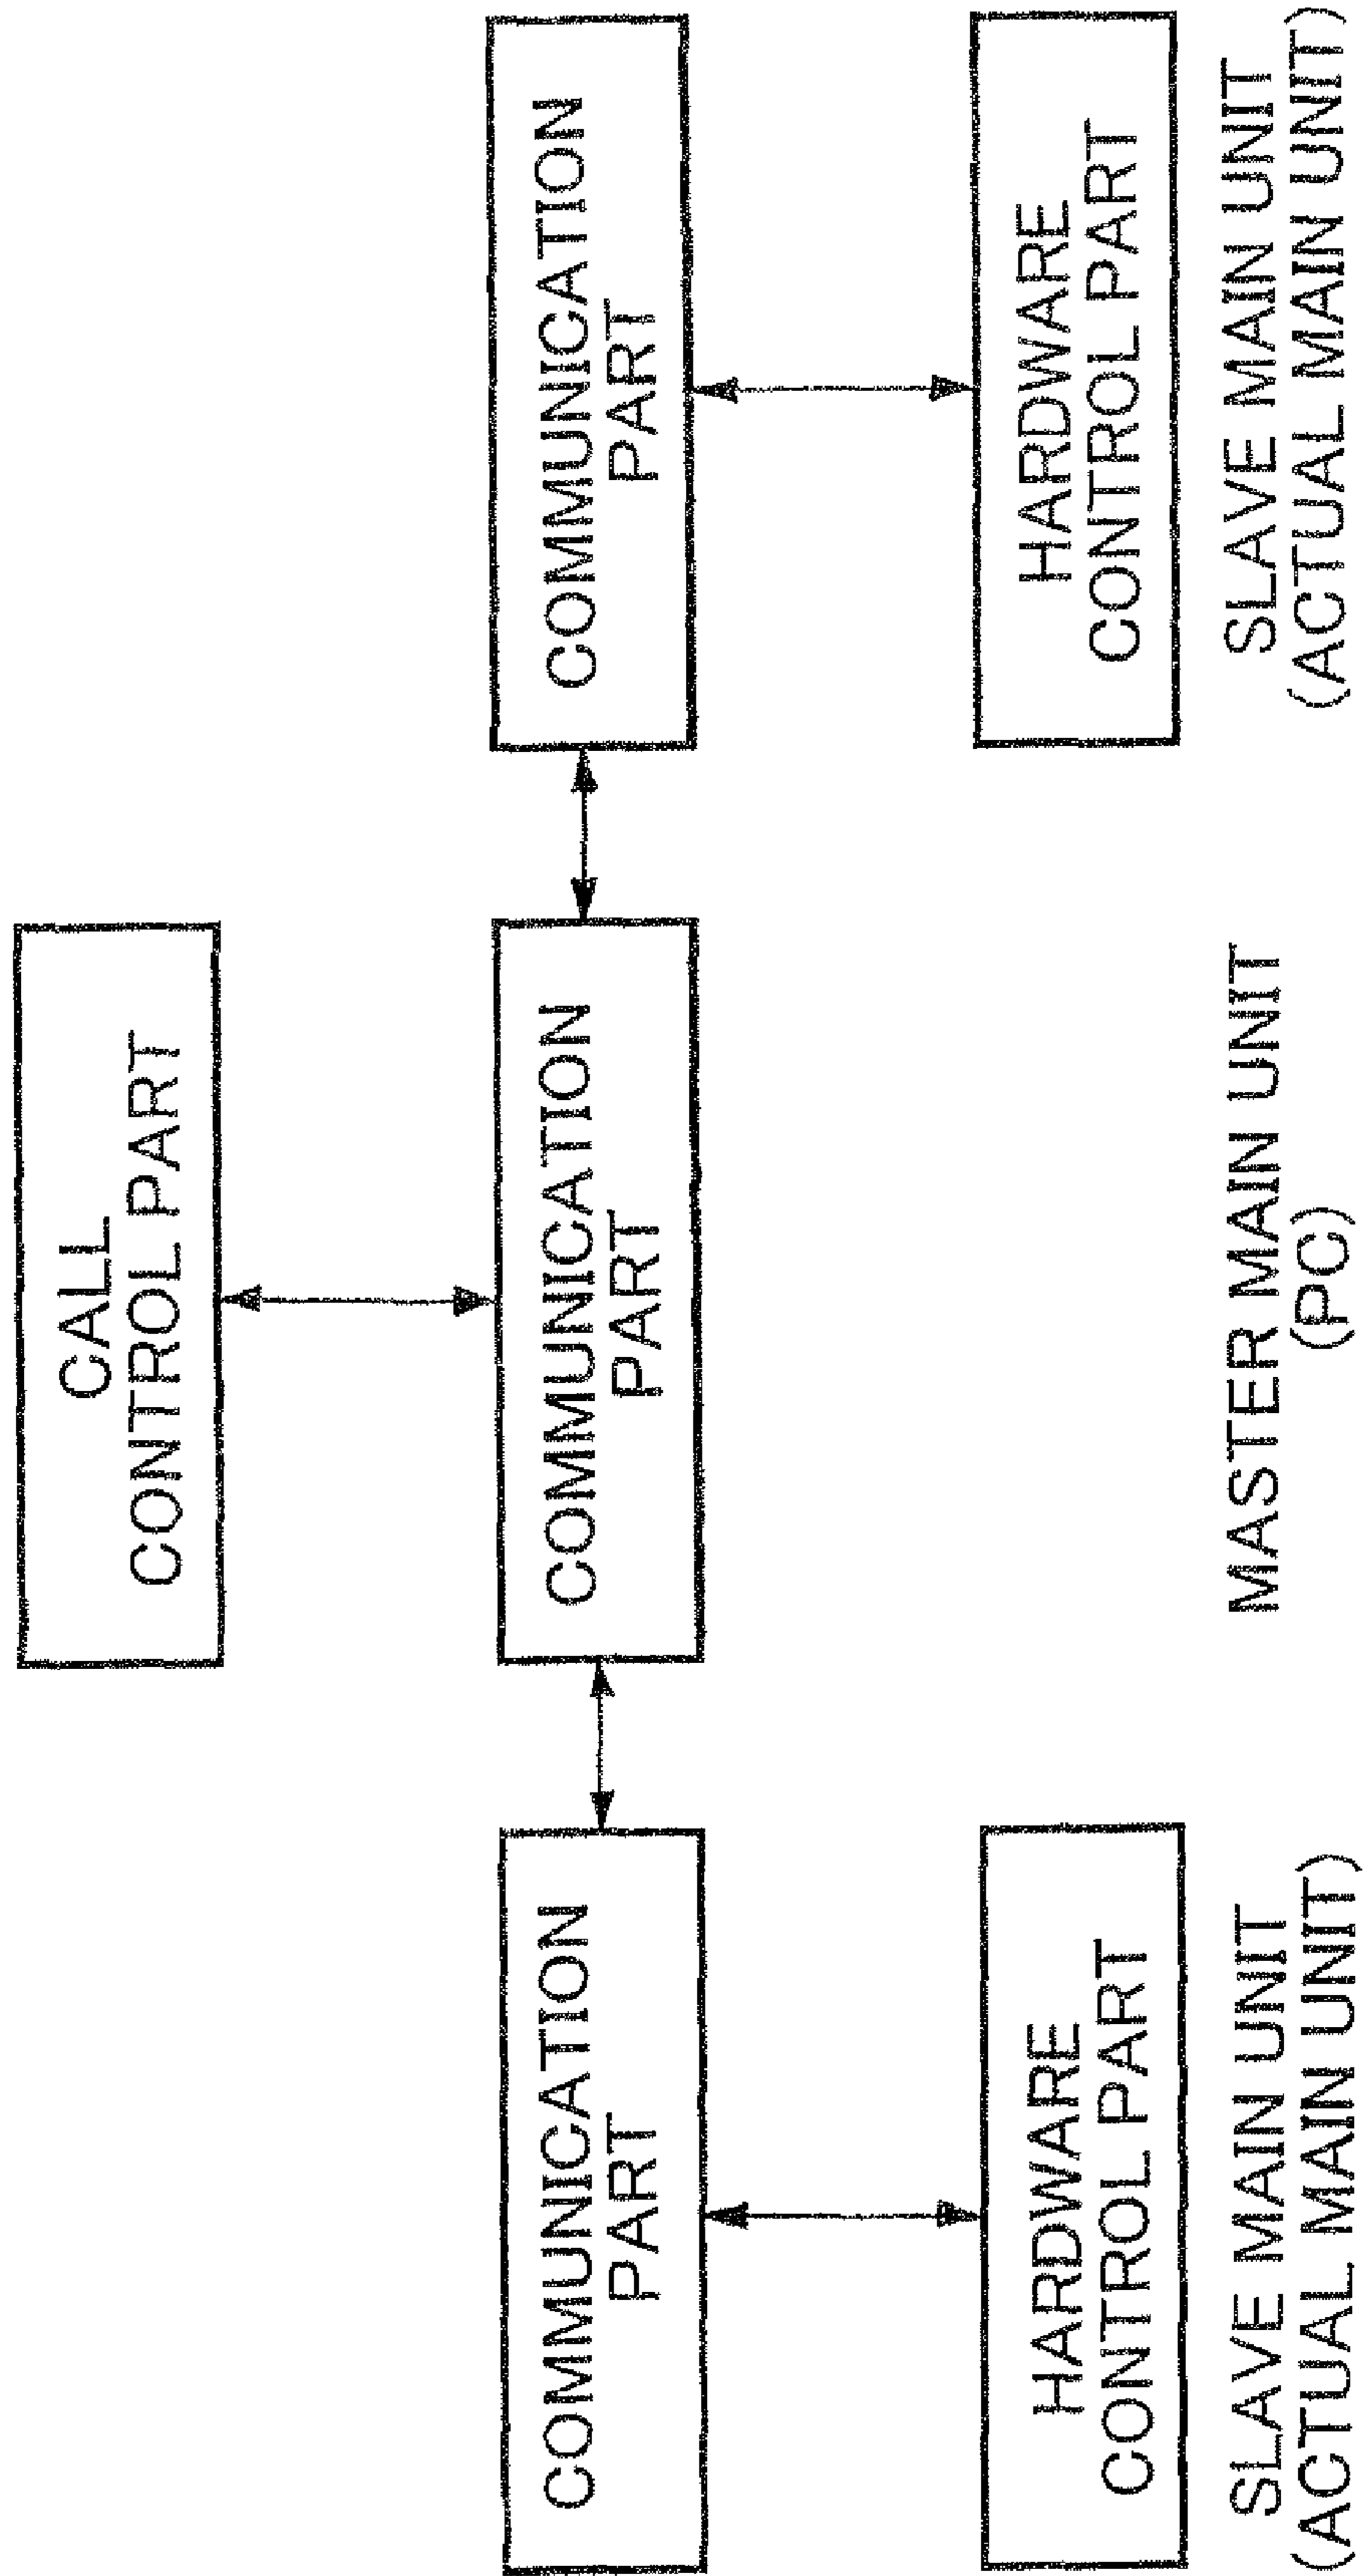 CALL
CONTROL PART
COMMUNICATION
PART
COMMUNICATION
PART
COMMUNICATION
PART
HARDWARE
CONTROL PART
HARDWARE
CONTROL PART
SLAVE MAIN UNIT
(ACTUAL MAIN UNIT)
MASTER MAIN UNIT
(PC)
SLAVE MAIN UNIT
(ACTUAL MAIN UNIT)